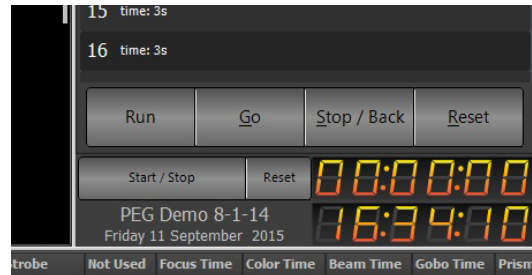 15 time: 3s
16 time: 3s
Run Go Stop / Back Reset
Start / Stop Reset 00:00:00
PEG Demo 8-1-14 16:34:10
Friday 11 September 2015
Not Used Focus Time Color Time Beam Time Gobo Time